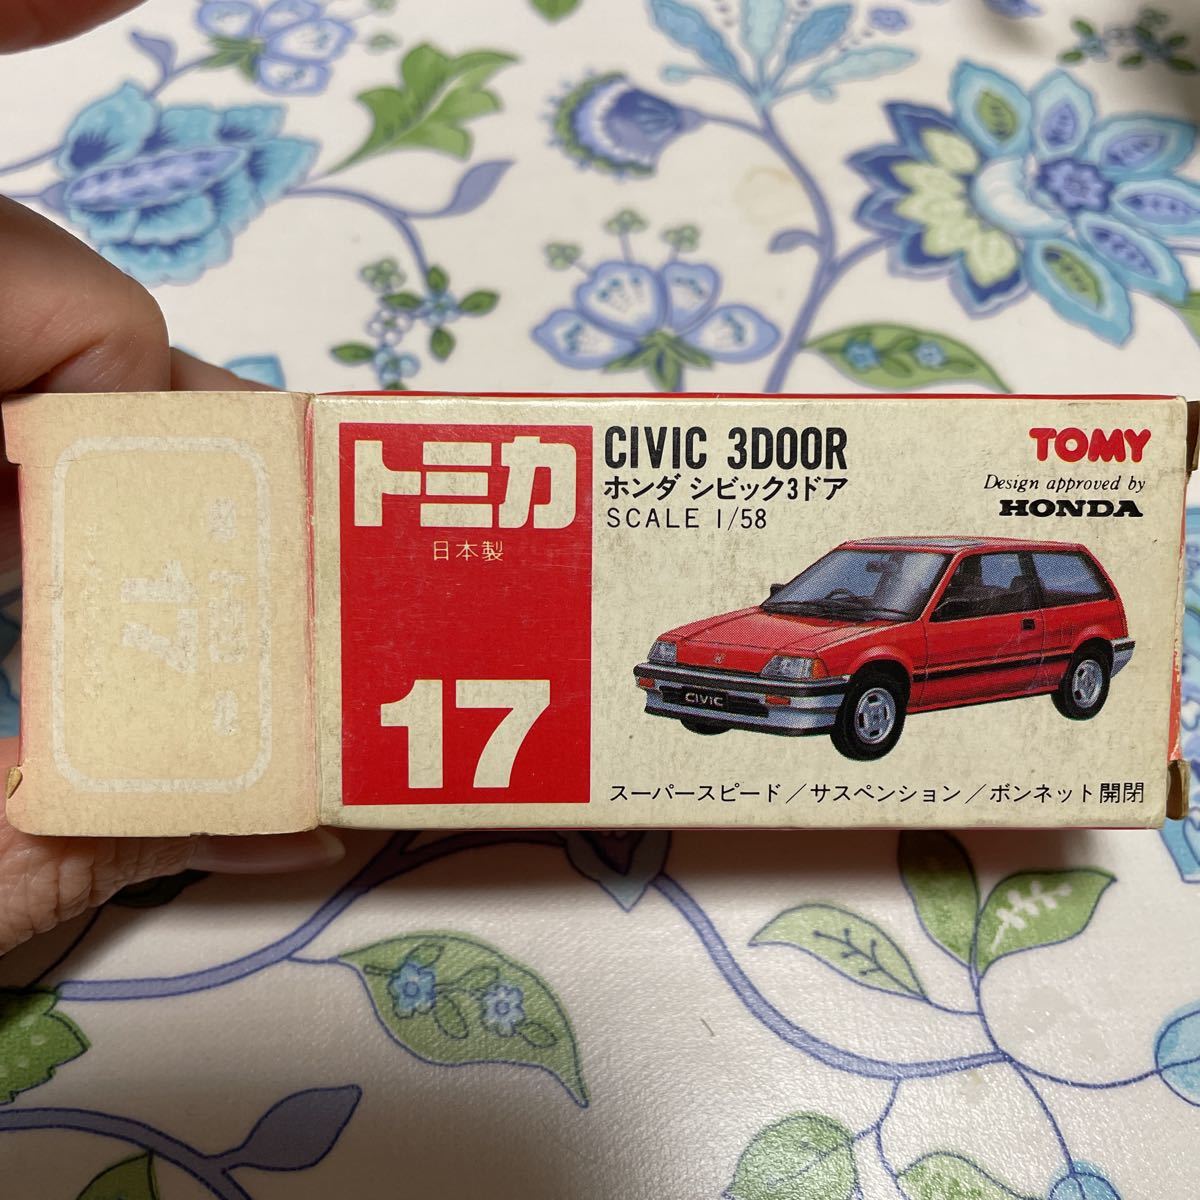 トミカ
日本製
17
CIVIC 3DOOR
ホンダ シビック3ドア
SCALE 1/58
TOMY
Design approved by
HONDA
CIVIC
スーパースピード/サスペンション/ボンネット開閉